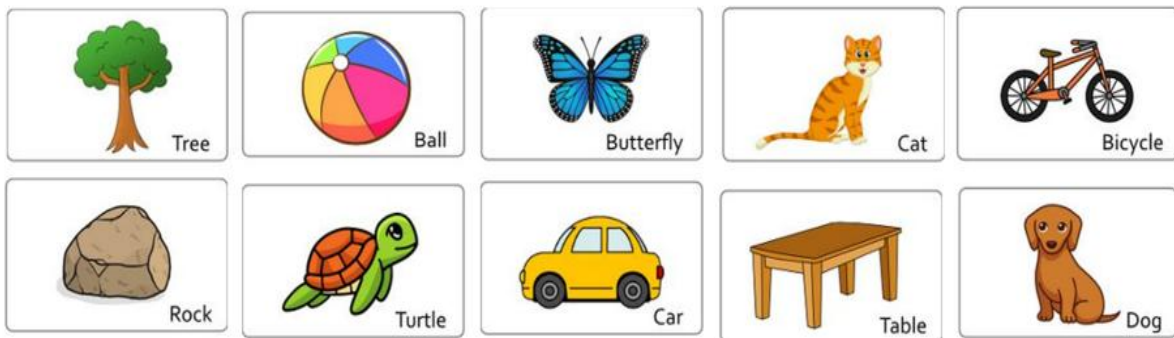 Tree
Ball
Butterfly
Cat
Bicycle
Rock
Turtle
Car
Table
Dog